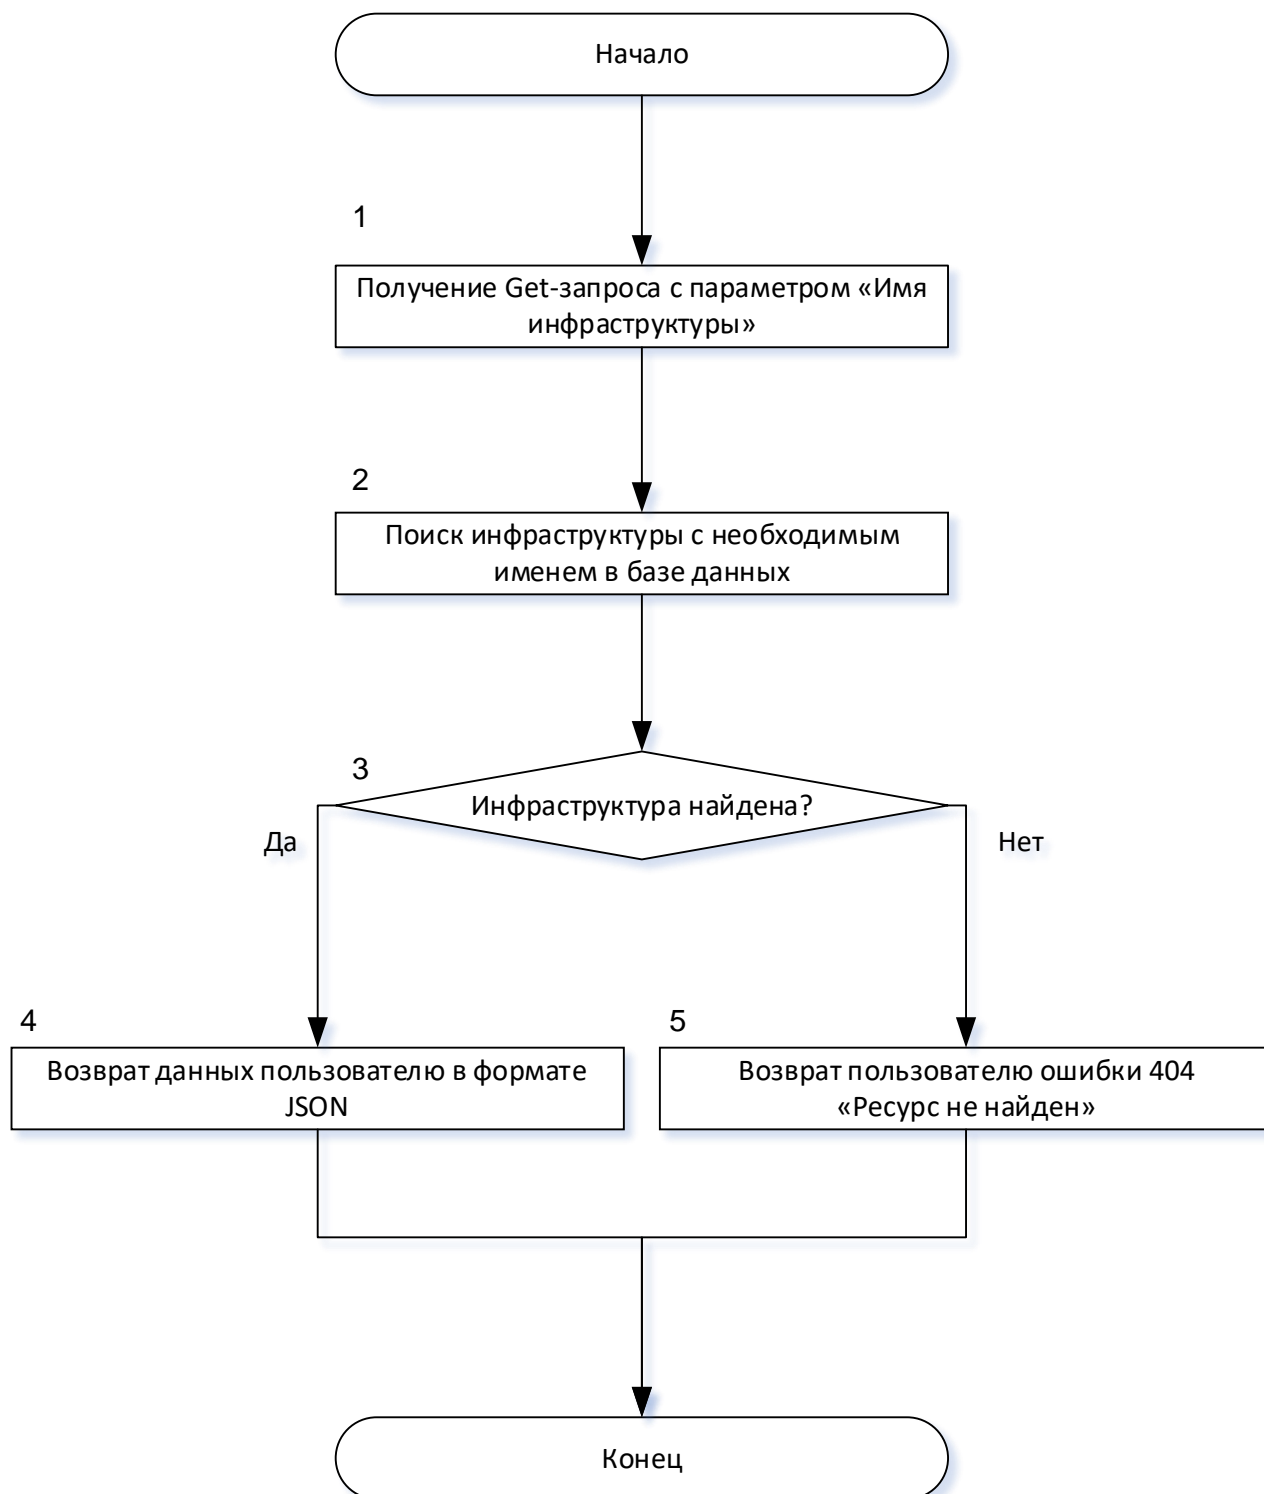 Начало
1
Получение Get-запроса с параметром «Имя
инфраструктуры»
2
Поиск инфраструктуры с необходимым
именем в базе данных
3
Инфраструктура найдена?
Да
Нет
4
Возврат данных пользователю в формате
JSON
5
Возврат пользователю ошибки 404
«Ресурс не найден»
Конец